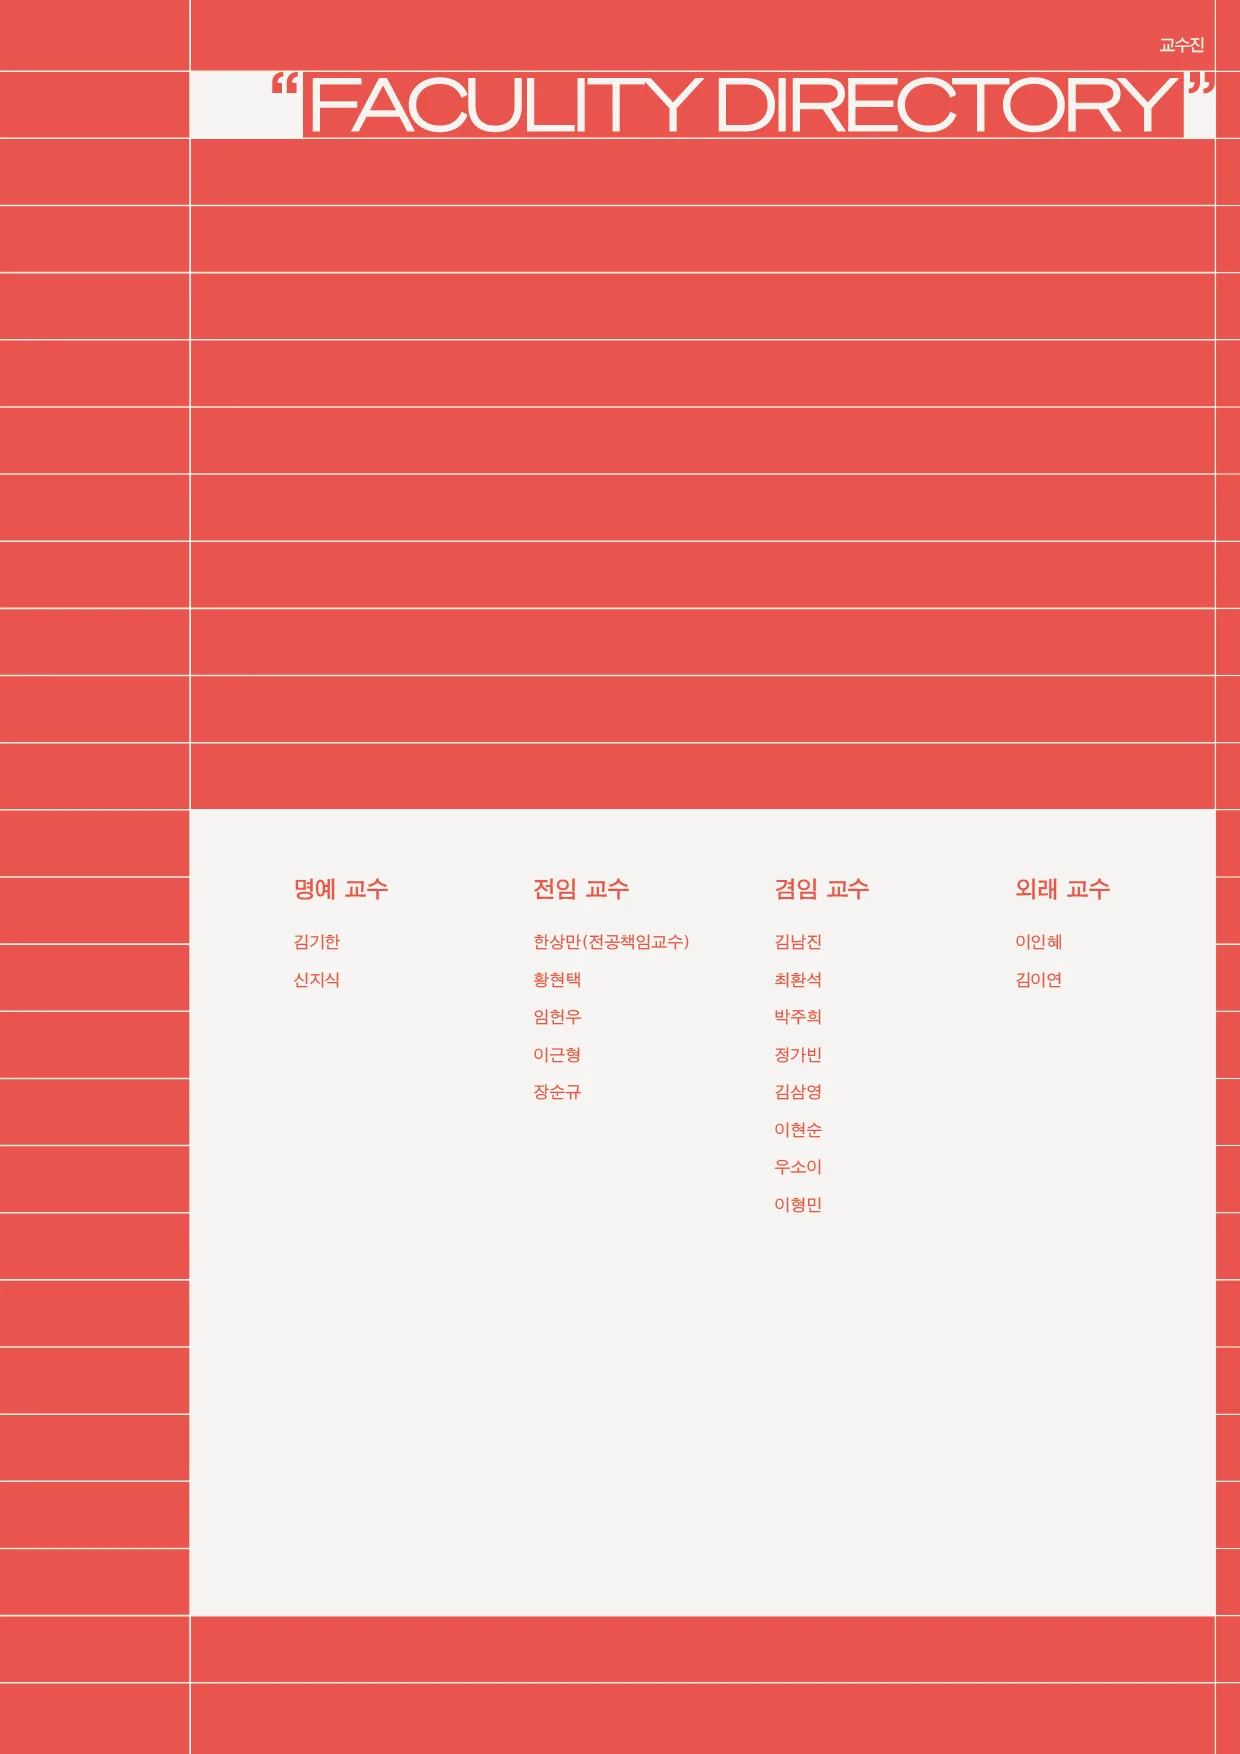 교수진
“FACULITY DIRECTORY”
명예 교수
김기한
신지식
전임 교수
한상만(전공책임교수)
황현택
임헌우
이근형
장순규
겸임 교수
김남진
최환석
박주희
정가빈
김삼영
이현순
우소이
이형민
외래 교수
이인혜
김이연